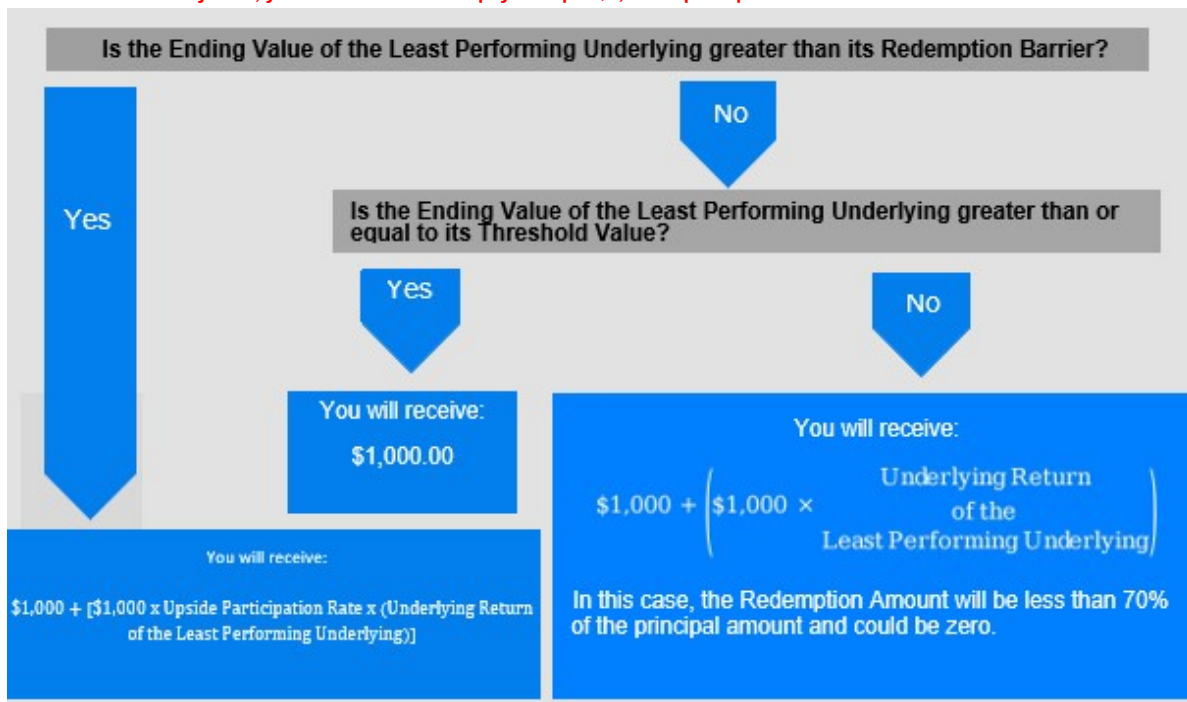 Is the Ending Value of the Least Performing Underlying greater than its Redemption Barrier?
No
Yes
Is the Ending Value of the Least Performing Underlying greater than or
equal to its Threshold Value?
Yes
No
You will receive:
$1,000.00
You will receive:
$1,000 + ($1,000 × Underlying Return
of the
Least Performing Underlying)
In this case, the Redemption Amount will be less than 70%
of the principal amount and could be zero.
You will receive:
$1,000 + [$1,000 x Upside Participation Rate x (Underlying Return
of the Least Performing Underlying)]